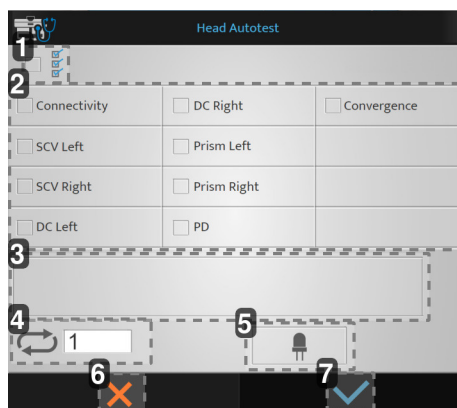 Head Autotest
1
2
Connectivity DC Right Convergence
SCV Left Prism Left
SCV Right Prism Right
DC Left PD
3
4 5
1
6 7